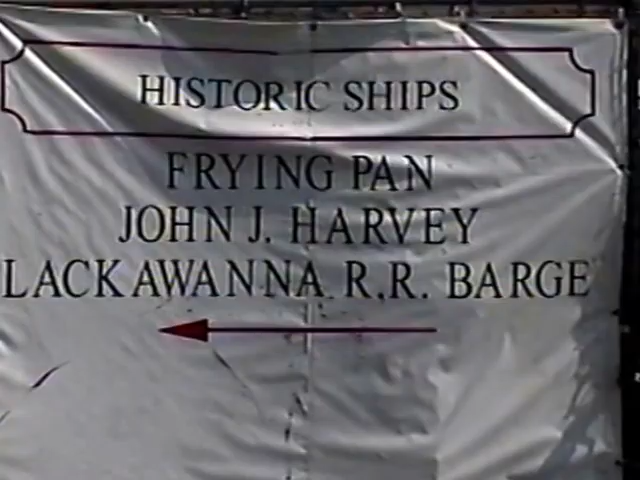 HISTORIC SHIPS
FRYING PAN
JOHN J. HARVEY
LACKAWANNA R.R. BARGE